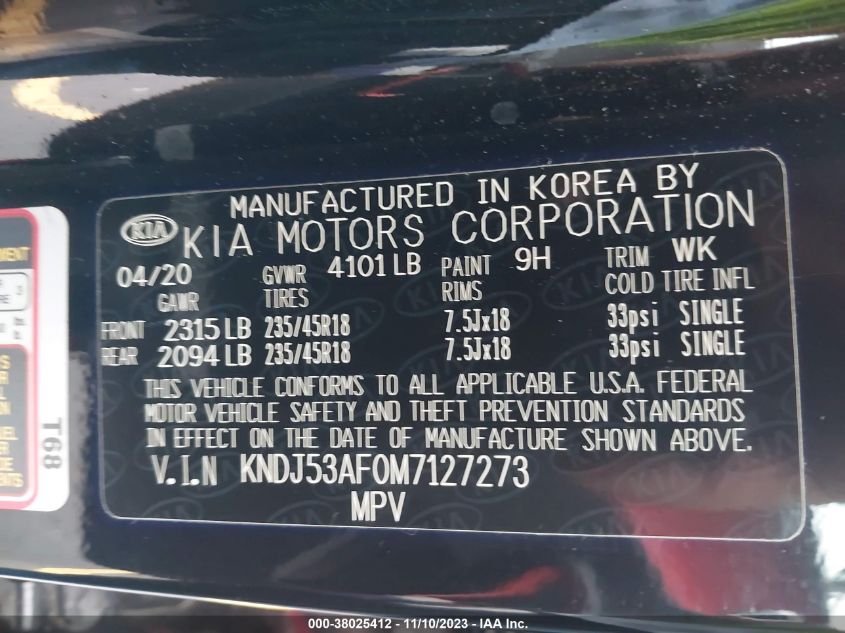 MANUFACTURED IN KOREA BY
KIA KIA MOTORS CORPORATION
04/20 GVWR 4101 LB PAINT 9H TRIM WK
GAWR TIRES RIMS COLD TIRE INFL
FRONT 2315 LB 235/45R18 7.5Jx18 33psi SINGLE
REAR 2094 LB 235/45R18 7.5Jx18 33psi SINGLE
THIS VEHICLE CONFORMS TO ALL APPLICABLE U.S.A. FEDERAL
MOTOR VEHICLE SAFETY AND THEFT PREVENTION STANDARDS
IN EFFECT ON THE DATE OF MANUFACTURE SHOWN ABOVE.
V.I.N KNDJ53AF0M7127273
MPV
T68
000-38025412 - 11/10/2023 - IAA Inc.